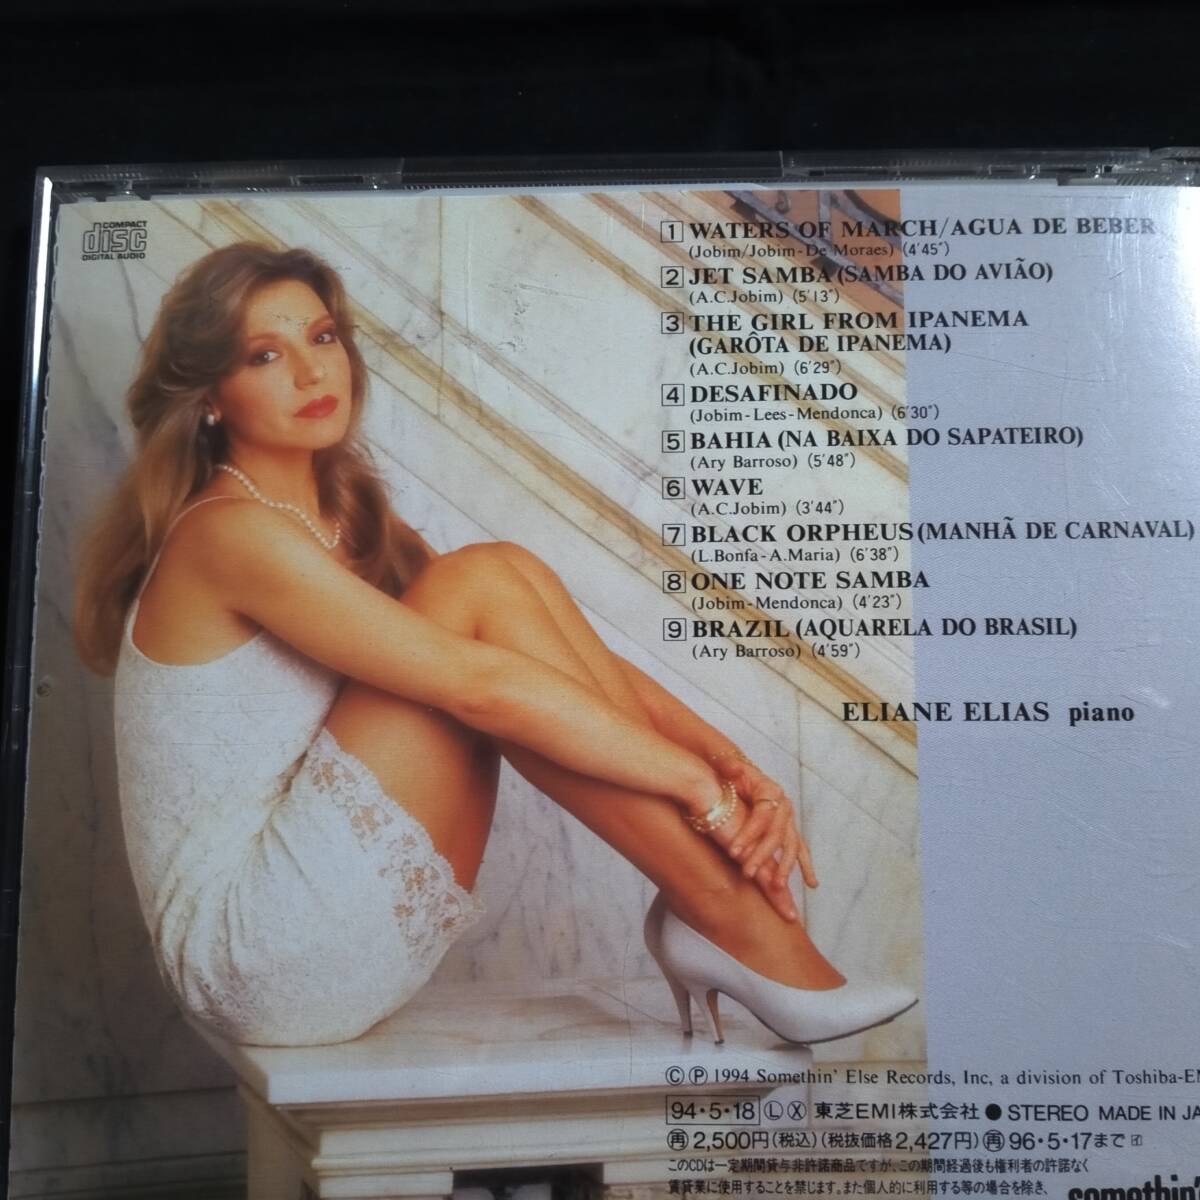 COMPACT
disc
DIGITAL AUDIO
1 WATERS OF MARCH/AGUA DE BEBER
(Jobim/Jobim-De Moraes) (4'45")
2 JET SAMBA (SAMBA DO AVIÃO)
(A.C.Jobim) (5'13")
3 THE GIRL FROM IPANEMA
(GARÔTA DE IPANEMA)
(A.C.Jobim) (6'29")
4 DESAFINADO
(Jobim-Lees-Mendonca) (6'30")
5 BAHIA (NA BAIXA DO SAPATEIRO)
(Ary Barroso) (5'48")
6 WAVE
(A.C.Jobim) (3'44")
7 BLACK ORPHEUS (MANHÃ DE CARNAVAL)
(L.Bonfa-A.Maria) (6'38")
8 ONE NOTE SAMBA
(Jobim-Mendonca) (4'23")
9 BRAZIL (AQUARELA DO BRASIL)
(Ary Barroso) (4'59")
ELIANE ELIAS piano
Ⓒ Ⓟ 1994 Somethin' Else Records, Inc, a division of Toshiba-EM
94・5・18 Ⓛ Ⓧ 東芝EMI株式会社 ● STEREO MADE IN JA
㊢ 2,500円(税込) (税抜価格2,427円) ㊢ 96・5・17まで
このCDは一定期間貸与非許諾商品ですが、この期間経過後も権利者の許諾なく
賃貸業に使用することを禁じます。また個人的に利用する等の場合を除き、
somethin